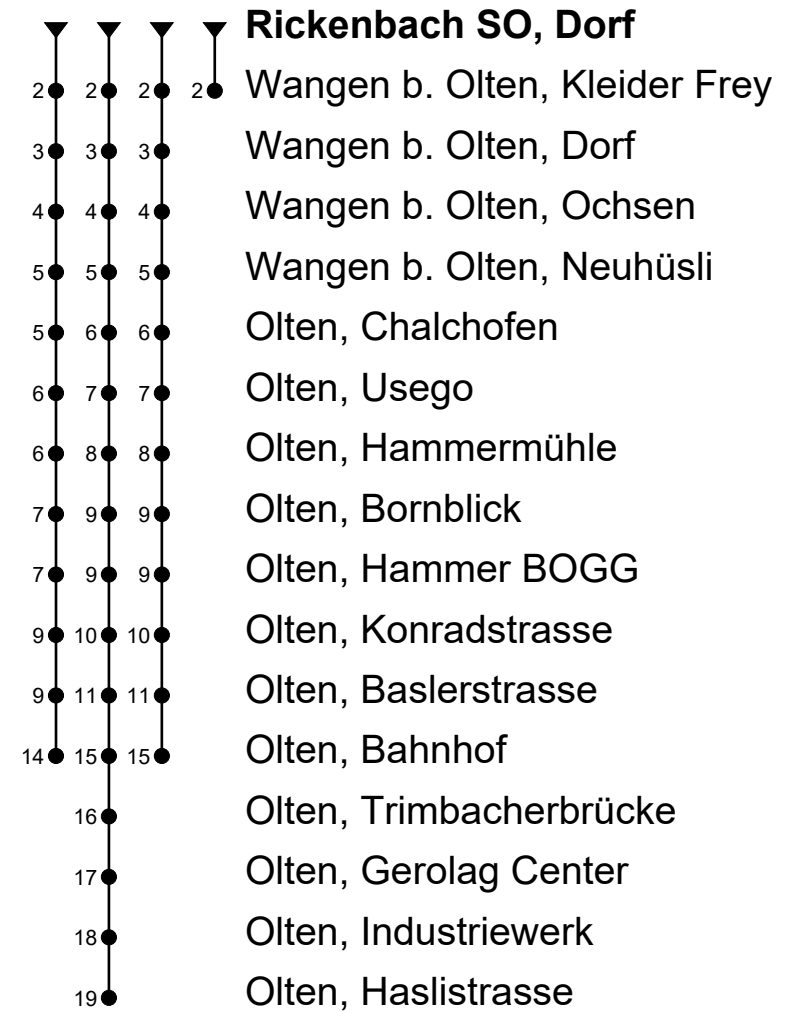 Rickenbach SO, Dorf
2 2 2 2 Wangen b. Olten, Kleider Frey
3 3 3 Wangen b. Olten, Dorf
4 4 4 Wangen b. Olten, Ochsen
5 5 5 Wangen b. Olten, Neuhüsli
5 6 6 Olten, Chalchofen
6 7 7 Olten, Usego
6 8 8 Olten, Hammermühle
7 9 9 Olten, Bornblick
7 9 9 Olten, Hammer BOGG
9 10 10 Olten, Konradstrasse
9 11 11 Olten, Baslerstrasse
14 15 15 Olten, Bahnhof
16 Olten, Trimbacherbrücke
17 Olten, Gerolag Center
18 Olten, Industriewerk
19 Olten, Haslistrasse